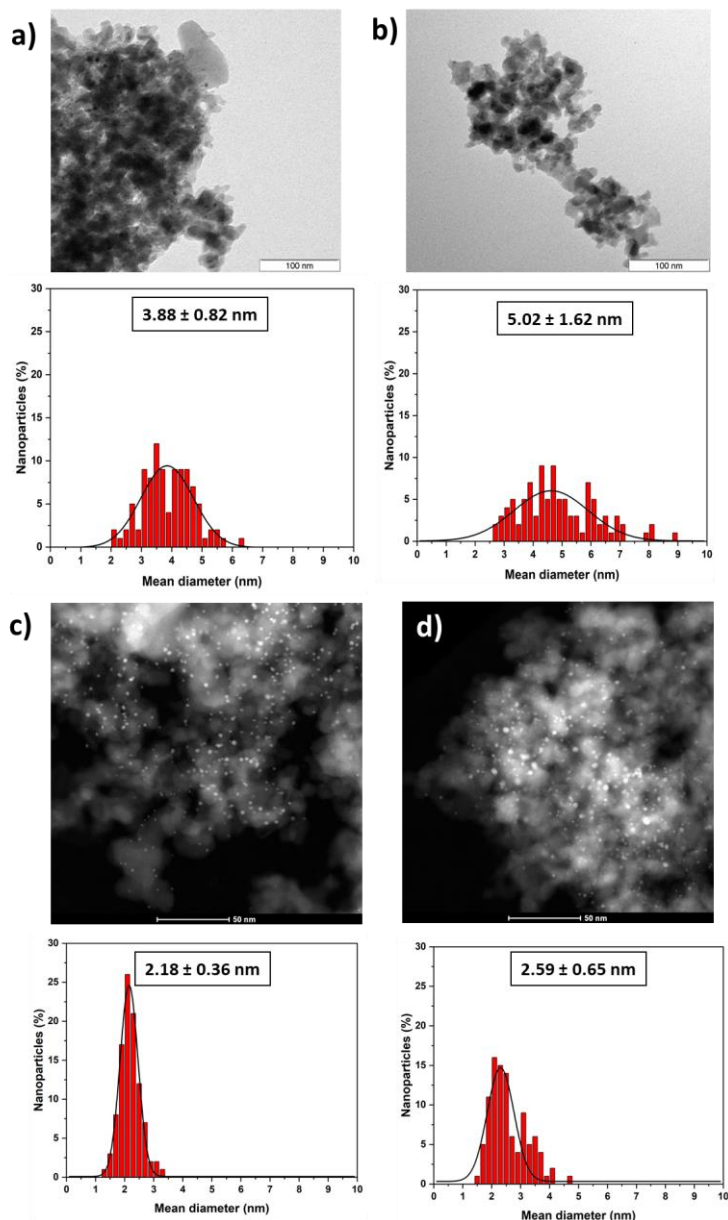 a)
b)
100 nm
100 nm
3.88 ± 0.82 nm
5.02 ± 1.62 nm
Nanoparticles (%)
30
25
20
15
10
5
0
0 1 2 3 4 5 6 7 8 9 10
Mean diameter (nm)
Nanoparticles (%)
30
25
20
15
10
5
0
0 1 2 3 4 5 6 7 8 9 10
Mean diameter (nm)
c)
d)
50 nm
50 nm
2.18 ± 0.36 nm
2.59 ± 0.65 nm
Nanoparticles (%)
30
25
20
15
10
5
0
0 1 2 3 4 5 6 7 8 9 10
Mean diameter (nm)
Nanoparticles (%)
30
25
20
15
10
5
0
0 1 2 3 4 5 6 7 8 9 10
Mean diameter (nm)